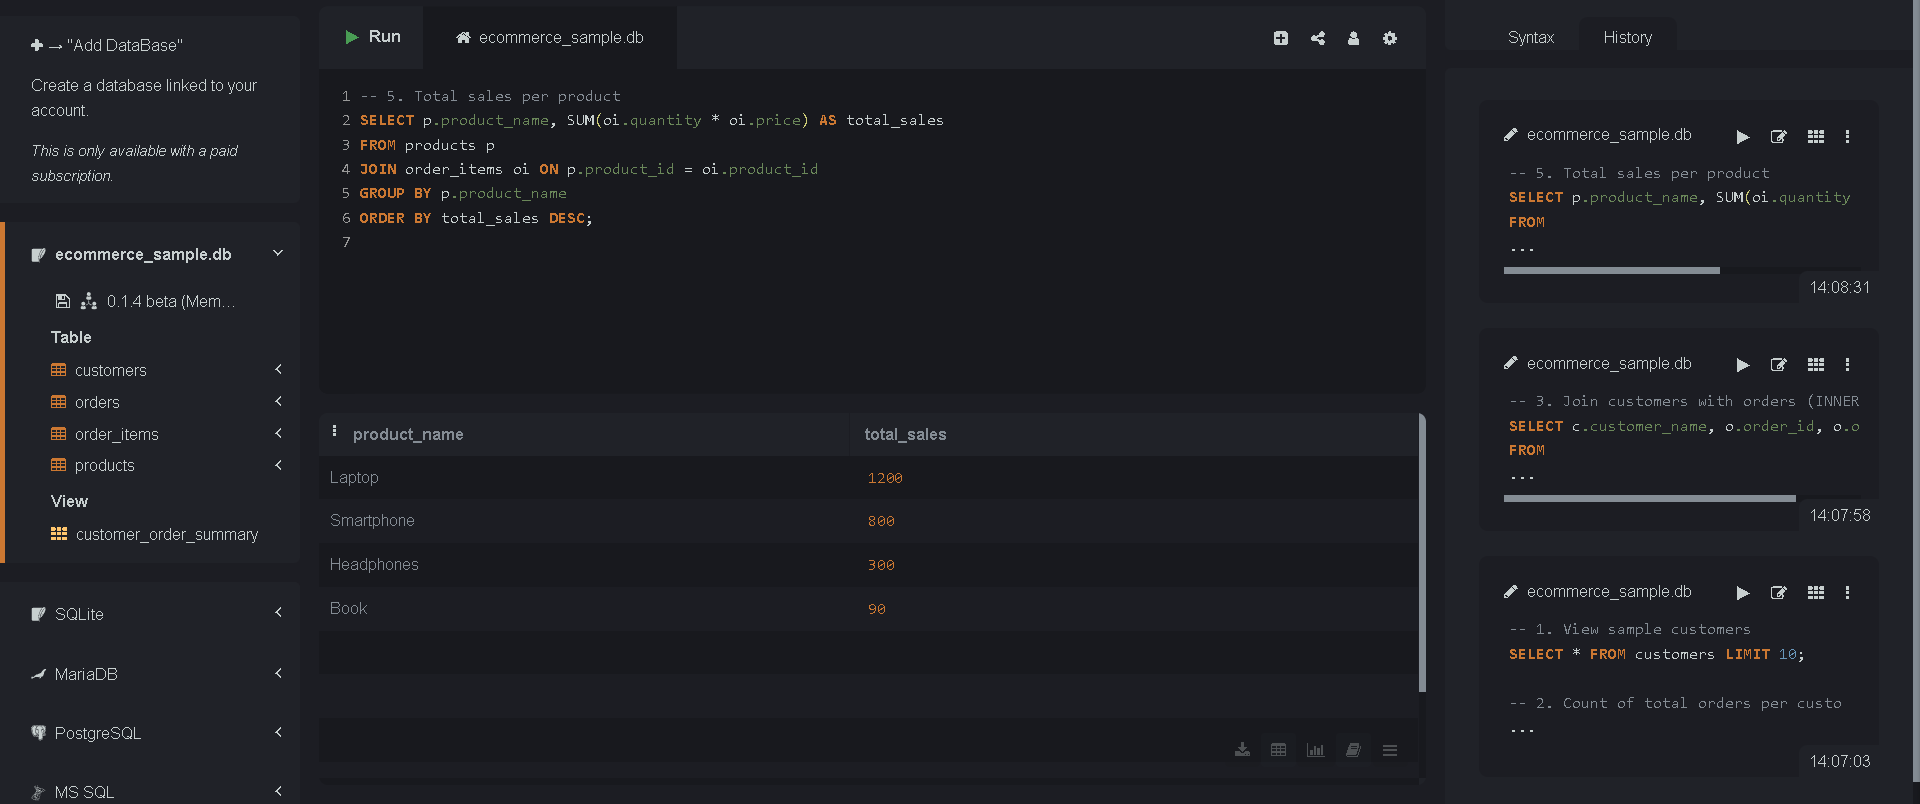 → "Add DataBase"
Create a database linked to your
account.
This is only available with a paid
subscription.
ecommerce_sample.db
0.1.4 beta (Mem...
Table
customers
orders
order_items
products
View
customer_order_summary
SQLite
MariaDB
PostgreSQL
MS SQL
Run
ecommerce_sample.db
1 -- 5. Total sales per product
2 SELECT p.product_name, SUM(oi.quantity * oi.price) AS total_sales
3 FROM products p
4 JOIN order_items oi ON p.product_id = oi.product_id
5 GROUP BY p.product_name
6 ORDER BY total_sales DESC;
7
product_name total_sales
Laptop 1200
Smartphone 800
Headphones 300
Book 90
Syntax History
ecommerce_sample.db
-- 5. Total sales per product
SELECT p.product_name, SUM(oi.quantity
FROM
...
14:08:31
ecommerce_sample.db
-- 3. Join customers with orders (INNER
SELECT c.customer_name, o.order_id, o.o
FROM
...
14:07:58
ecommerce_sample.db
-- 1. View sample customers
SELECT * FROM customers LIMIT 10;
-- 2. Count of total orders per custo
...
14:07:03